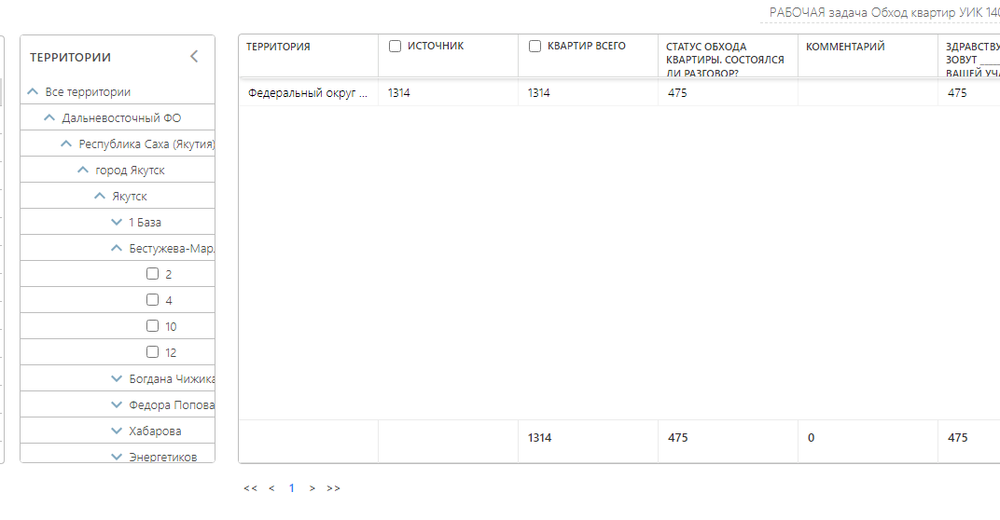 РАБОЧАЯ задача Обход квартир УИК 140
ТЕРРИТОРИИ
Все территории
Дальневосточный ФО
Республика Саха (Якутия)
город Якутск
Якутск
1 База
Бестужева-Мар.
2
4
10
12
Богдана Чижика
Федора Попова
Хабарова
Энергетиков
ТЕРРИТОРИЯ
ИСТОЧНИК
КВАРТИР ВСЕГО
СТАТУС ОБХОДА
КВАРТИРЫ. СОСТОЯЛСЯ
ЛИ РАЗГОВОР?
КОММЕНТАРИЙ
ЗДРАВСТВУ
ЗОВУТ ____
ВАШЕЙ УЧА
Федеральный округ ...
1314
1314
475
475
1314
475
0
475
<< < 1 > >>